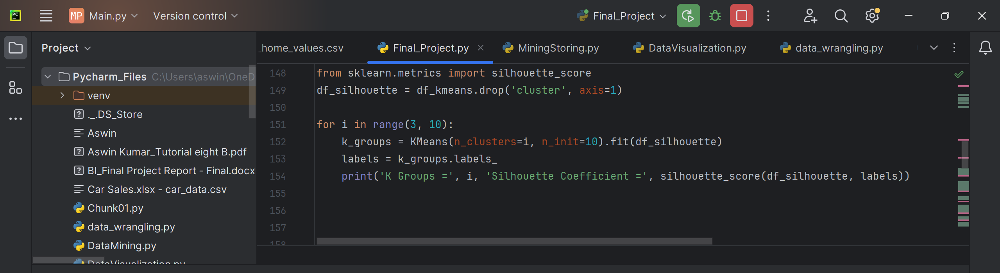 PC
MP Main.py Version control Final_Project
Project
_home_values.csv Final_Project.py MiningStoring.py DataVisualization.py data_wrangling.py
Pycharm_Files C:\Users\aswin\OneD
venv
._.DS_Store
Aswin
Aswin Kumar_Tutorial eight B.pdf
BI_Final Project Report - Final.docx
Car Sales.xlsx - car_data.csv
Chunk01.py
data_wrangling.py
DataMining.py
DataVisualization.py
148 from sklearn.metrics import silhouette_score
149 df_silhouette = df_kmeans.drop('cluster', axis=1)
150
151 for i in range(3, 10):
152     k_groups = KMeans(n_clusters=i, n_init=10).fit(df_silhouette)
153     labels = k_groups.labels_
154     print('K Groups =', i, 'Silhouette Coefficient =', silhouette_score(df_silhouette, labels))
155
156
157
158